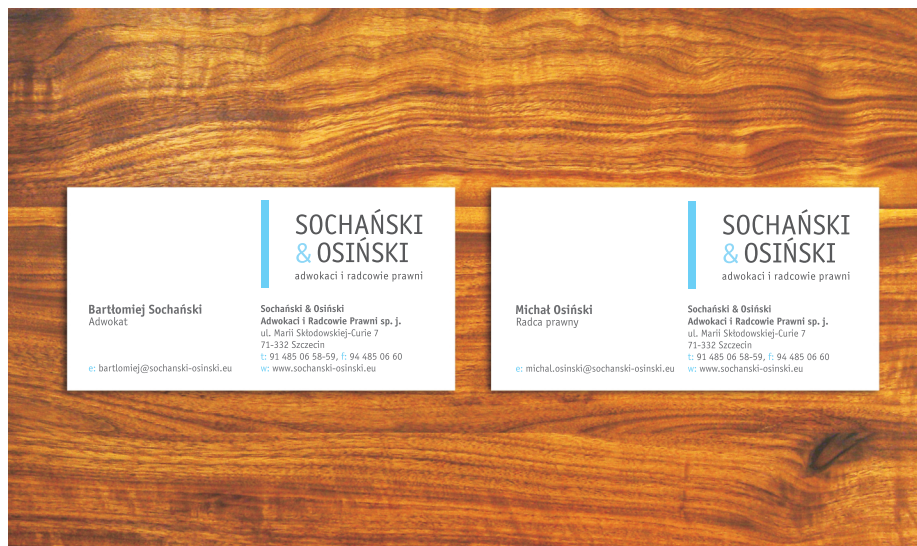 SOCHAŃSKI
& OSIŃSKI
adwokaci i radcowie prawni
Bartłomiej Sochański
Adwokat
e: bartlomiej@sochanski-osinski.eu
Sochański & Osiński
Adwokaci i Radcowie Prawni sp. j.
ul. Marii Skłodowskiej-Curie 7
71-332 Szczecin
t: 91 485 06 58-59, f: 94 485 06 60
w: www.sochanski-osinski.eu
SOCHAŃSKI
& OSIŃSKI
adwokaci i radcowie prawni
Michał Osiński
Radca prawny
e: michal.osinski@sochanski-osinski.eu
Sochański & Osiński
Adwokaci i Radcowie Prawni sp. j.
ul. Marii Skłodowskiej-Curie 7
71-332 Szczecin
t: 91 485 06 58-59, f: 94 485 06 60
w: www.sochanski-osinski.eu